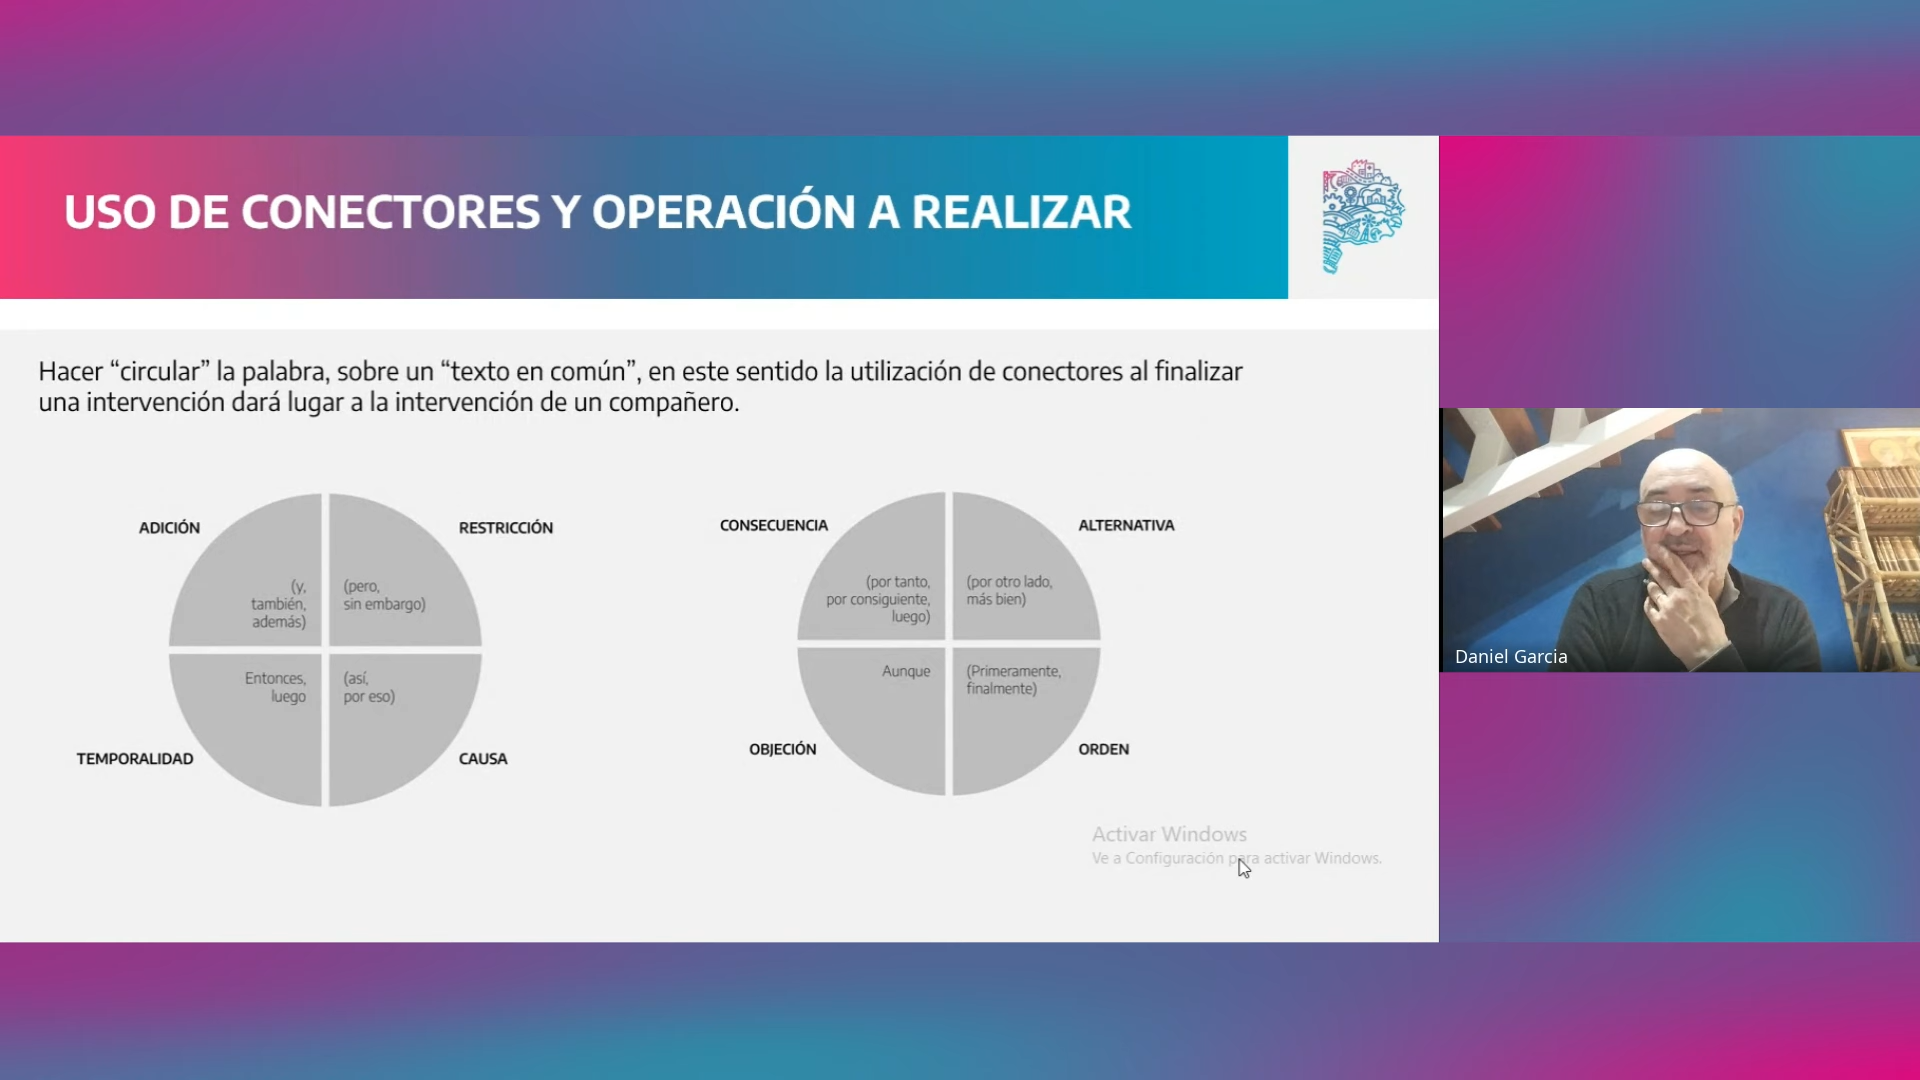 USO DE CONECTORES Y OPERACIÓN A REALIZAR
Hacer “circular” la palabra, sobre un “texto en común”, en este sentido la utilización de conectores al finalizar
una intervención dará lugar a la intervención de un compañero.
ADICIÓN
RESTRICCIÓN
(y,
también,
además)
(pero,
sin embargo)
Entonces,
luego
(así,
por eso)
TEMPORALIDAD
CAUSA
CONSECUENCIA
ALTERNATIVA
(por tanto,
por consiguiente,
luego)
(por otro lado,
más bien)
Aunque
(Primeramente,
finalmente)
OBJECIÓN
ORDEN
Activar Windows
Ve a Configuración para activar Windows.
Daniel Garcia